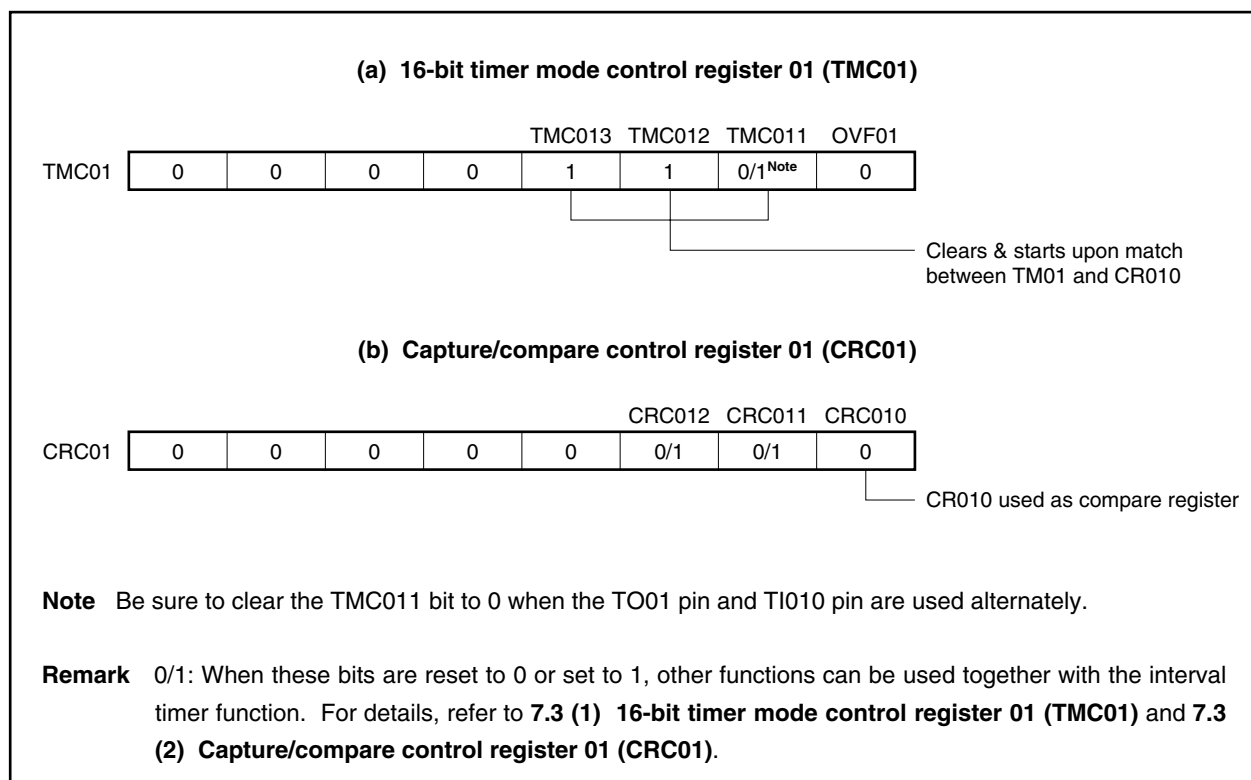 (a) 16-bit timer mode control register 01 (TMC01)
TMC013 TMC012 TMC011 OVF01
TMC01 0 0 0 0 1 1 0/1Note 0
Clears & starts upon match
between TM01 and CR010
(b) Capture/compare control register 01 (CRC01)
CRC012 CRC011 CRC010
CRC01 0 0 0 0 0 0/1 0/1 0
CR010 used as compare register
Note Be sure to clear the TMC011 bit to 0 when the TO01 pin and TI010 pin are used alternately.
Remark 0/1: When these bits are reset to 0 or set to 1, other functions can be used together with the interval
timer function. For details, refer to 7.3 (1) 16-bit timer mode control register 01 (TMC01) and 7.3
(2) Capture/compare control register 01 (CRC01).